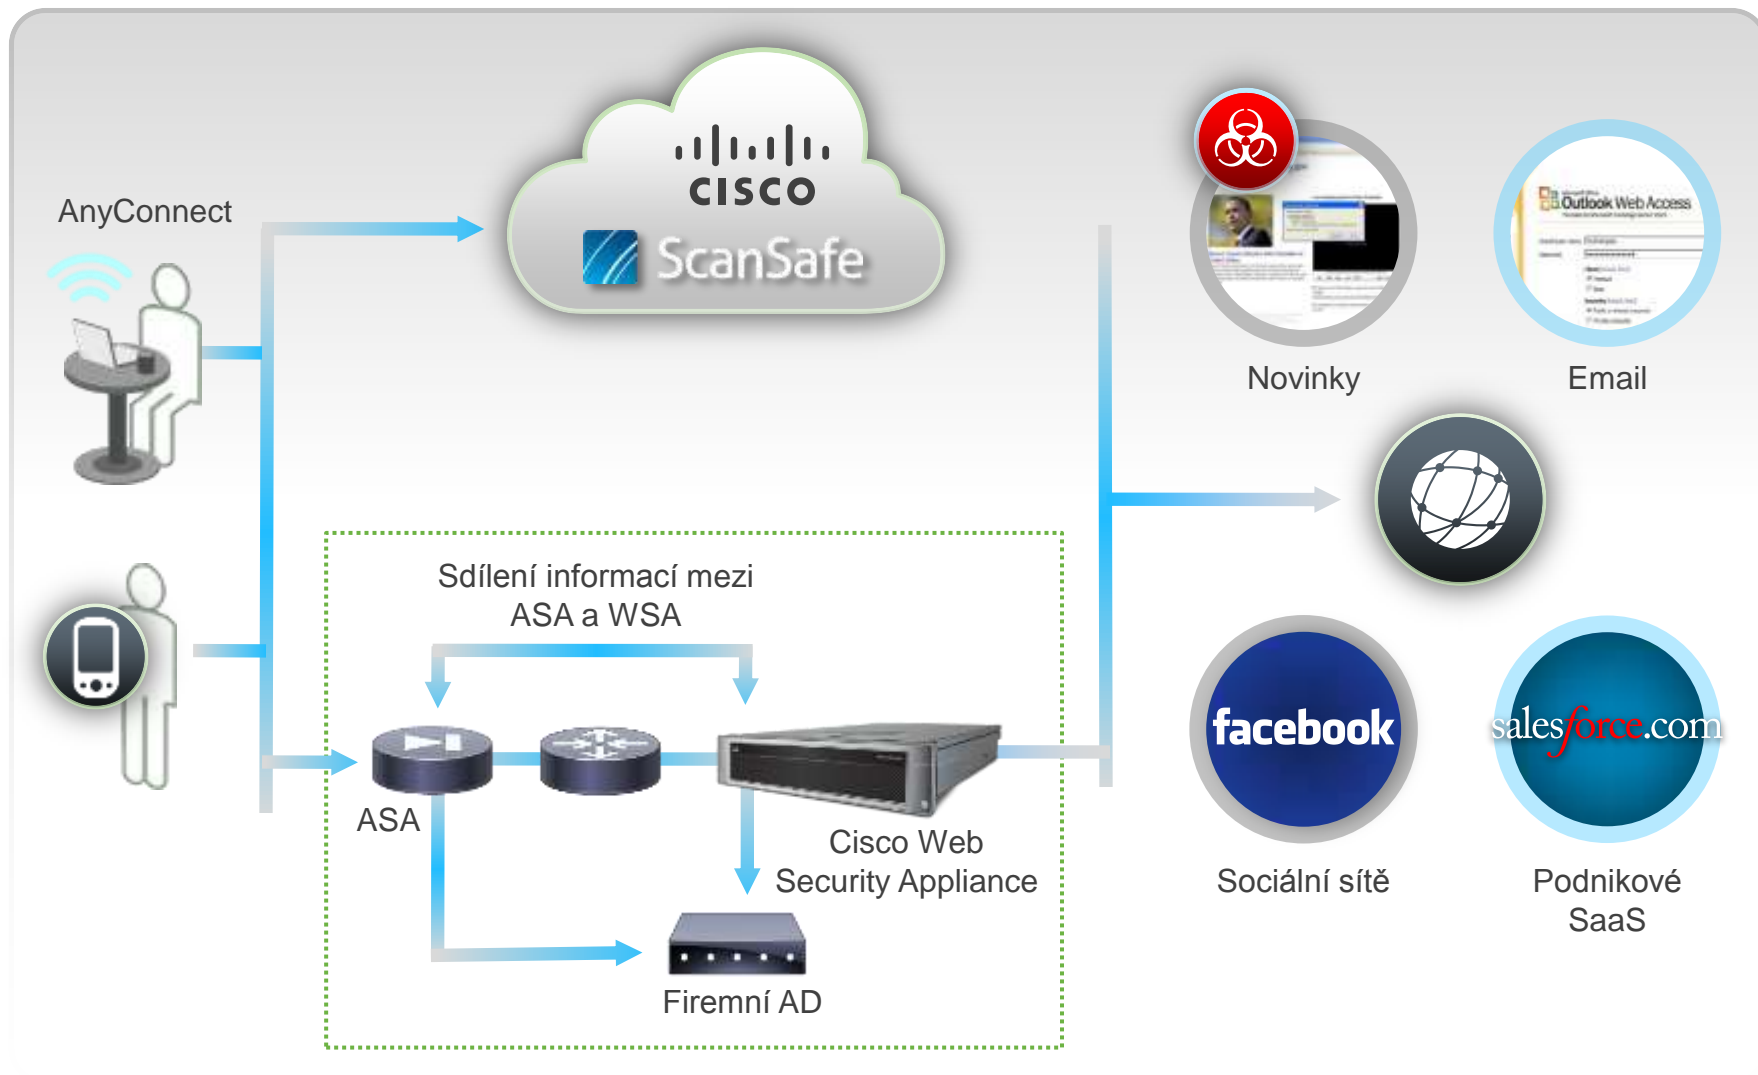 CISCO
ScanSafe
AnyConnect
Outlook Web Access
Novinky
Email
Sdílení informací mezi
ASA a WSA
ASA
Cisco Web
Security Appliance
Firemní AD
facebook
salesforce.com
Sociální sítě
Podnikové
SaaS